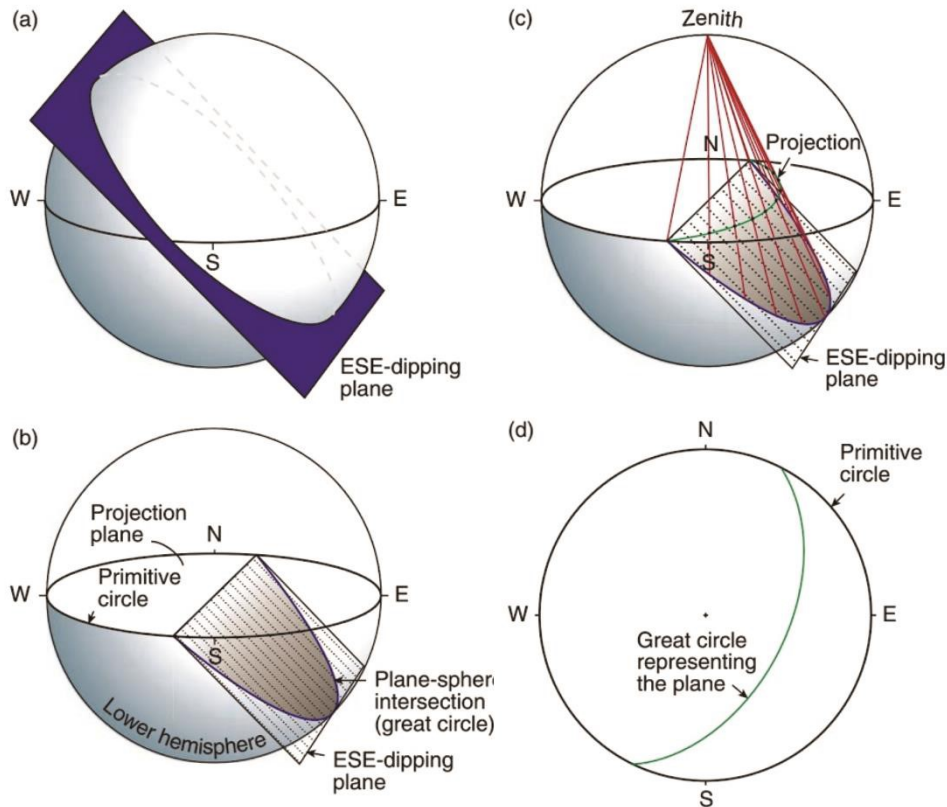 (a)
W
E
S
ESE-dipping
plane
(b)
Projection
plane
N
Primitive
circle
W
E
S
Plane-spher
intersection
(great circle)
Lower hemisphere
ESE-dipping
plane
(c)
Zenith
N
Projection
W
E
S
ESE-dipping
plane
(d)
N
Primitive
circle
W
E
Great circle
representing
the plane
S